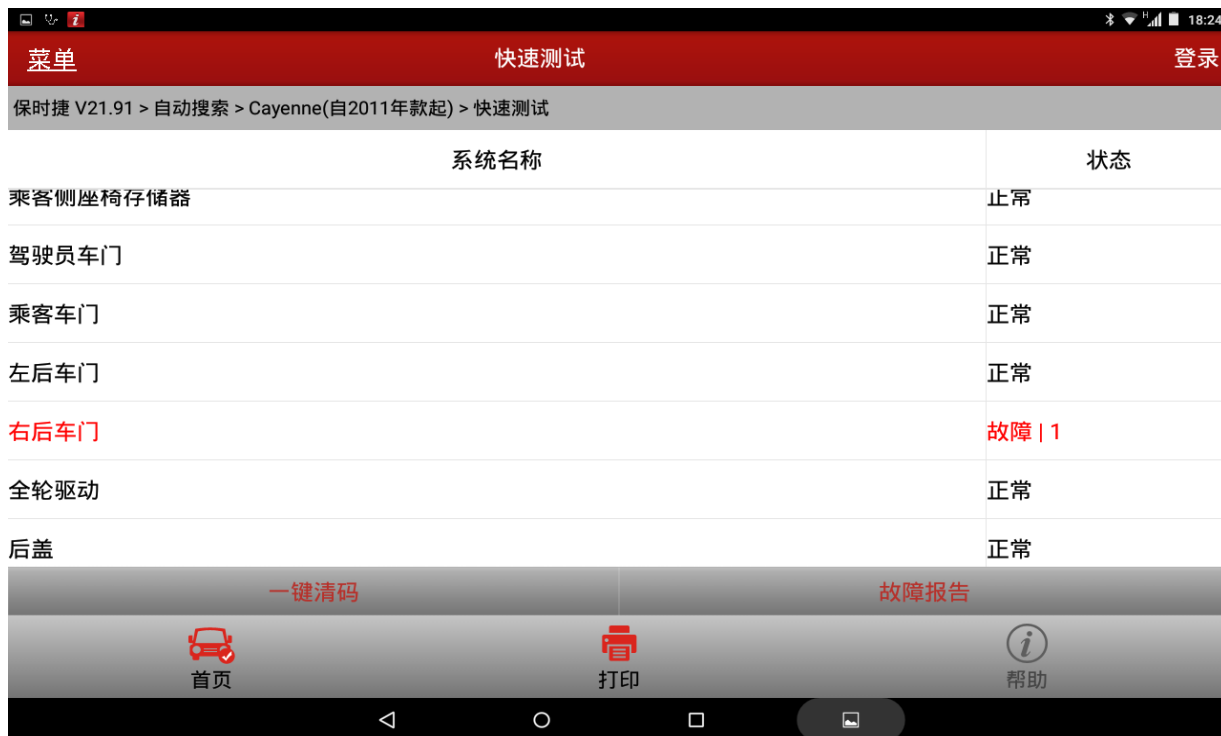 18:24
菜单 快速测试 登录
保时捷 V21.91 > 自动搜索 > Cayenne(自2011年款起) > 快速测试
系统名称 状态
乘客侧座椅存储器 正常
驾驶员车门 正常
乘客车门 正常
左后车门 正常
右后车门 故障 | 1
全轮驱动 正常
后盖 正常
一键清码 故障报告
首页 打印 帮助